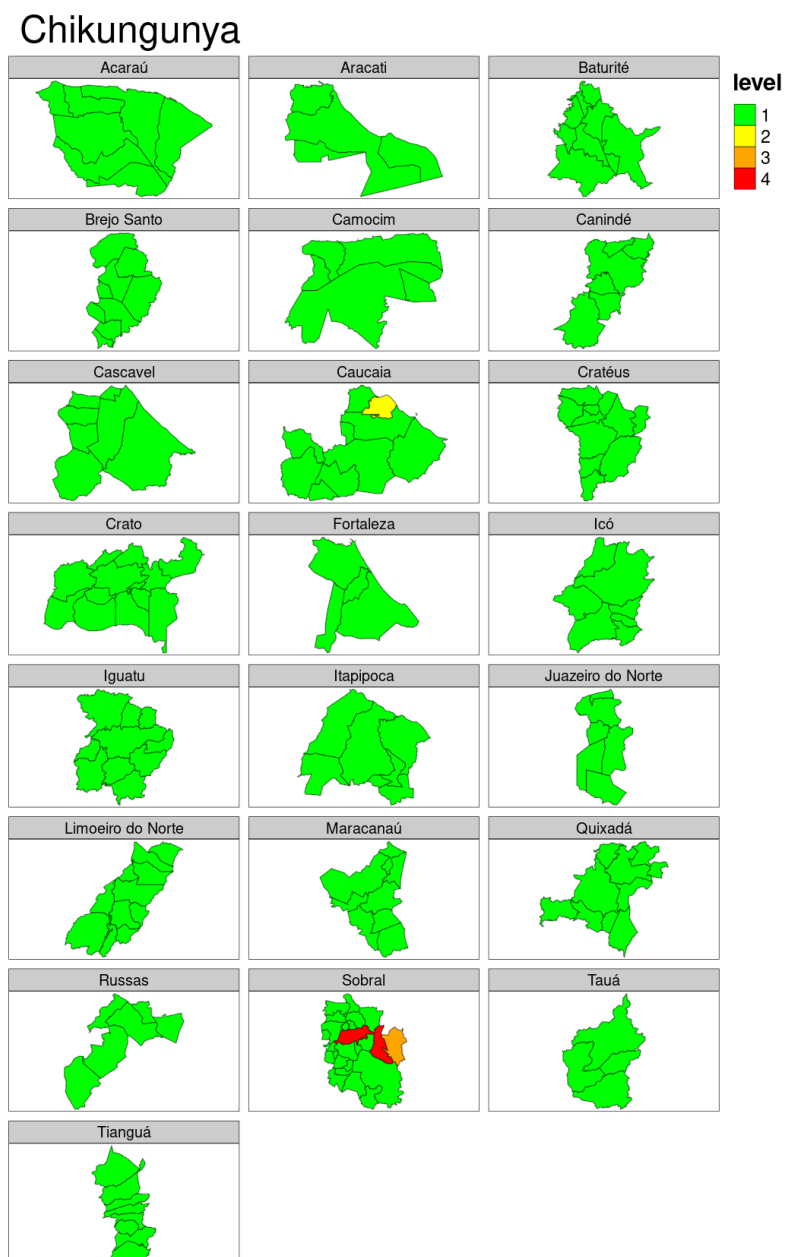 Chikungunya
Acaraú
Aracati
Baturité
level
1
2
3
4
Brejo Santo
Camocim
Canindé
Cascavel
Caucaia
Cratéus
Crato
Fortaleza
Icó
Iguatu
Itapipoca
Juazeiro do Norte
Limoeiro do Norte
Maracanaú
Quixadá
Russas
Sobral
Tauá
Tianguá